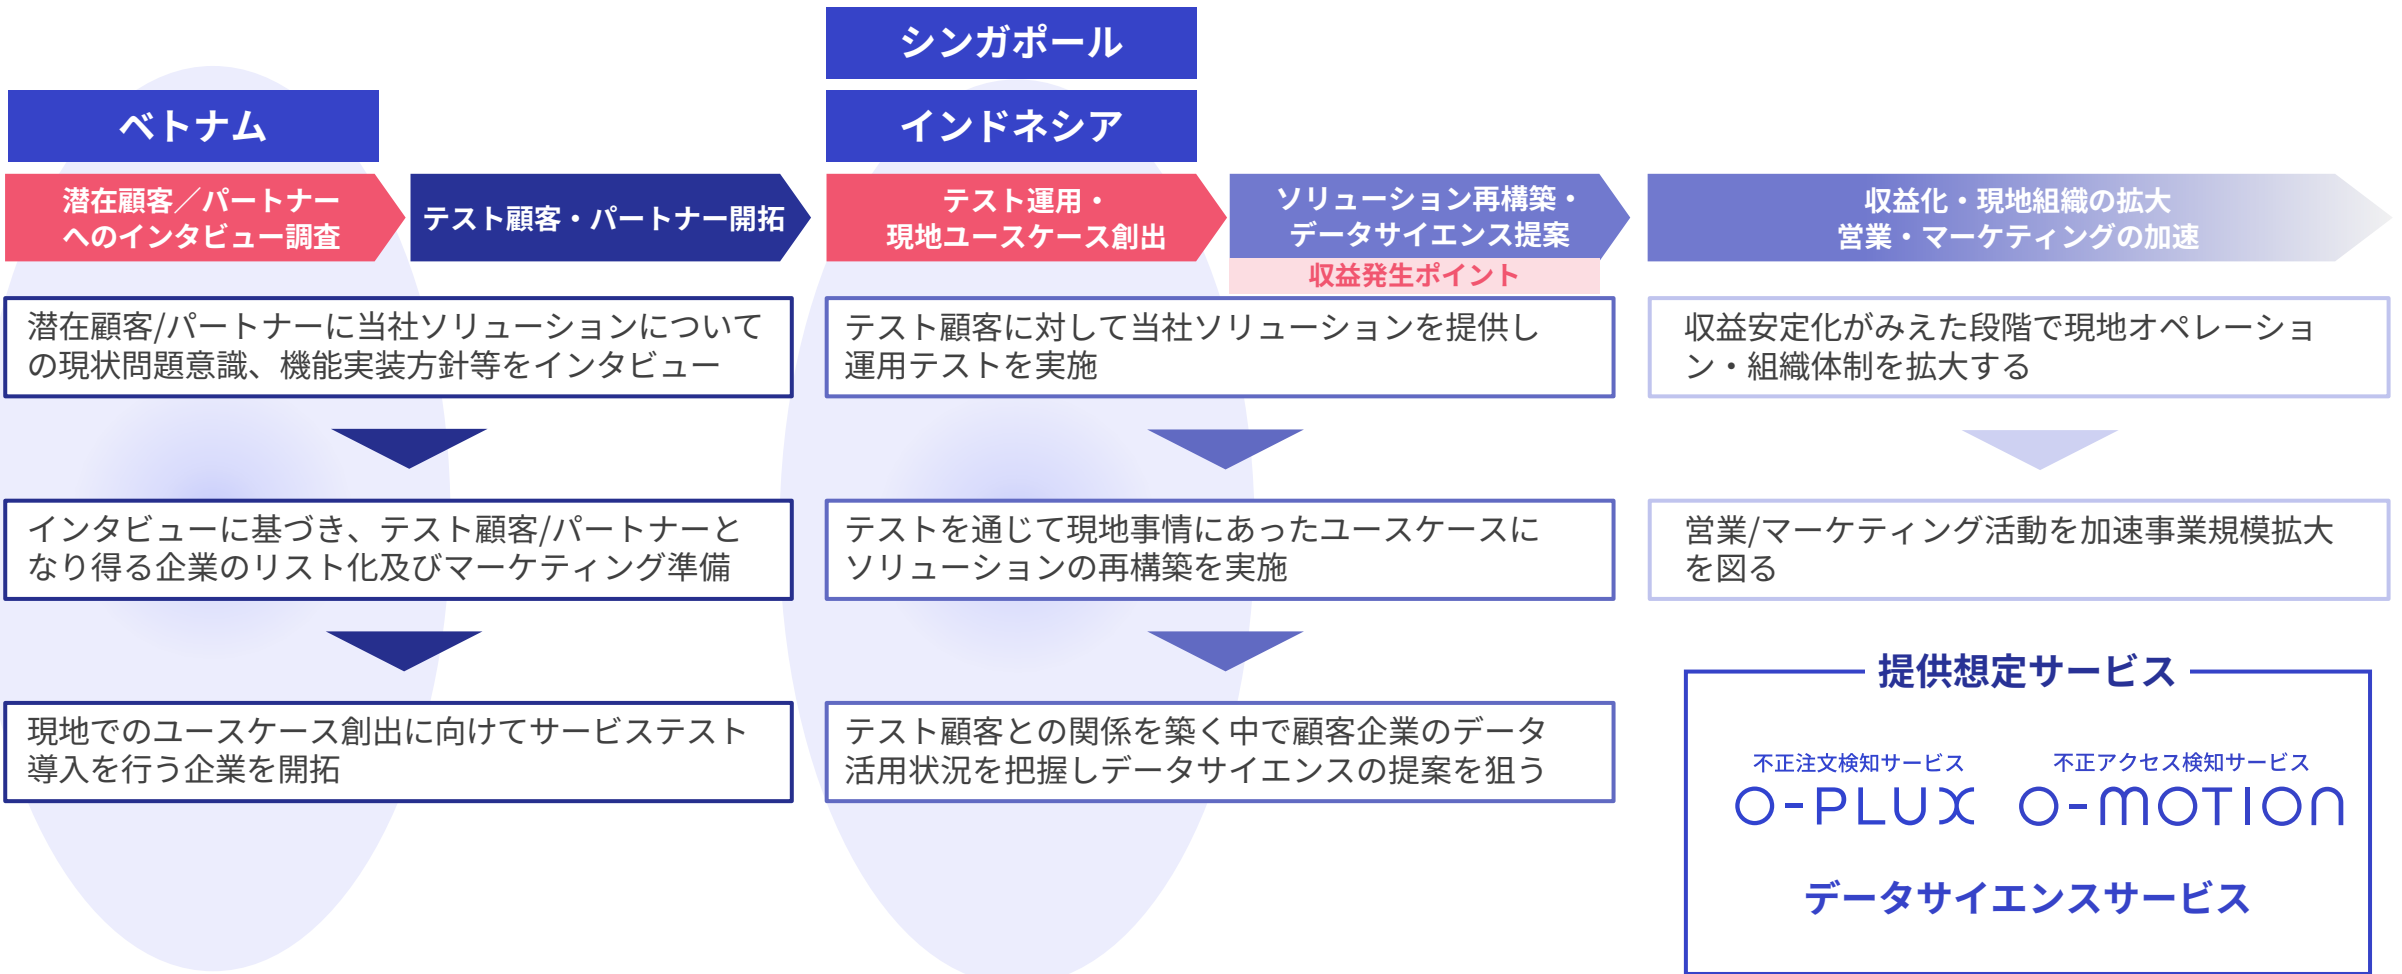 シンガポール
ベトナム
インドネシア
潜在顧客／パートナー
へのインタビュー調査
テスト顧客・パートナー開拓
テスト運用・
現地ユースケース創出
ソリューション再構築・
データサイエンス提案
収益発生ポイント
収益化・現地組織の拡大
営業・マーケティングの加速
潜在顧客/パートナーに当社ソリューションについて
の現状問題意識、機能実装方針等をインタビュー
インタビューに基づき、テスト顧客/パートナーと
なり得る企業のリスト化及びマーケティング準備
現地でのユースケース創出に向けてサービステスト
導入を行う企業を開拓
テスト顧客に対して当社ソリューションを提供し
運用テストを実施
テストを通じて現地事情にあったユースケースに
ソリューションの再構築を実施
テスト顧客との関係を築く中で顧客企業のデータ
活用状況を把握しデータサイエンスの提案を狙う
収益安定化がみえた段階で現地オペレーショ
ン・組織体制を拡大する
営業/マーケティング活動を加速事業規模拡大
を図る
提供想定サービス
不正注文検知サービス
O-PLUX
不正アクセス検知サービス
O-MOTION
データサイエンスサービス